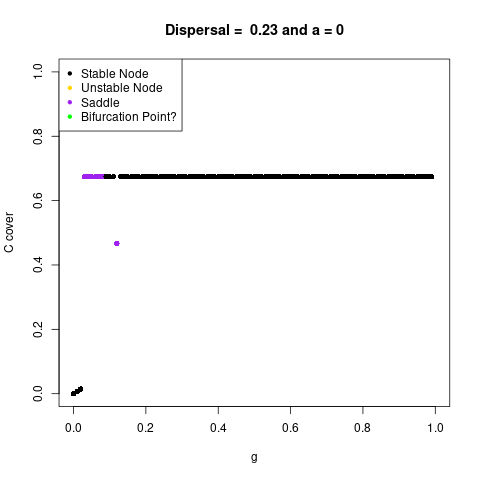 Dispersal =  0.23 and a = 0
Stable Node
Unstable Node
Saddle
Bifurcation Point?
C cover
1.0
0.8
0.6
0.4
0.2
0.0
0.0 0.2 0.4 0.6 0.8 1.0
g